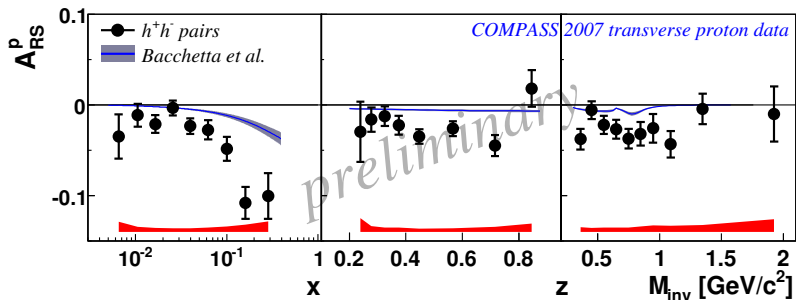 0.1
0
-0.1
A^p_RS
h⁺h⁻ pairs
Bacchetta et al.
COMPASS 2007 transverse proton data
preliminary
10⁻² 10⁻¹ 1 0.2 0.4 0.6 0.8 0.5 1 1.5 2
x z M_inv [GeV/c²]